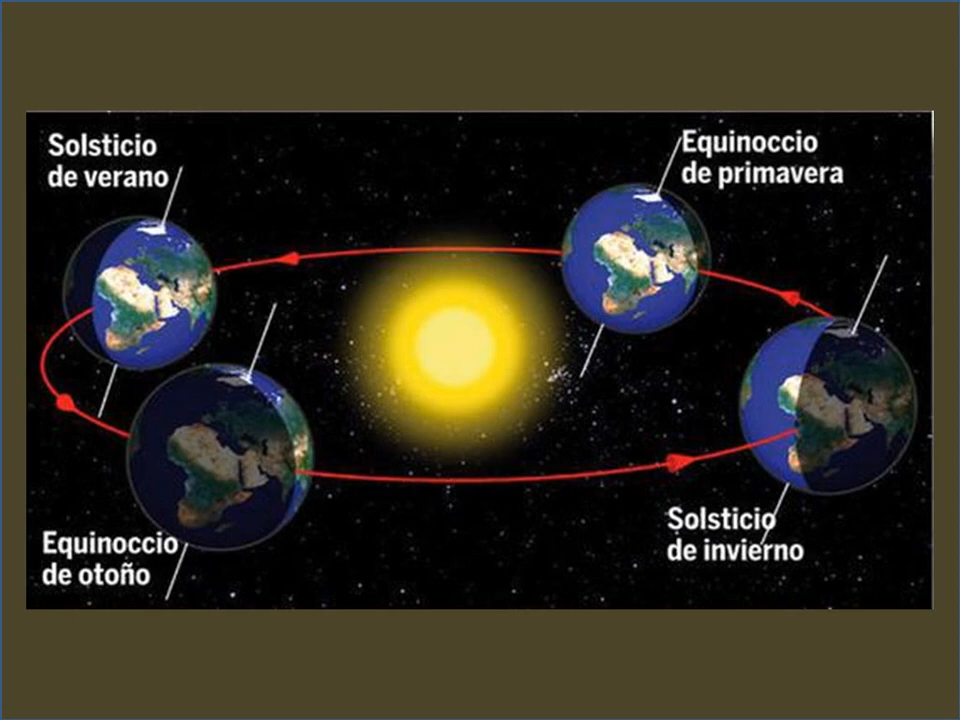 Solsticio
de verano
Equinoccio
de primavera
Equinoccio
de otoño
Solsticio
de invierno